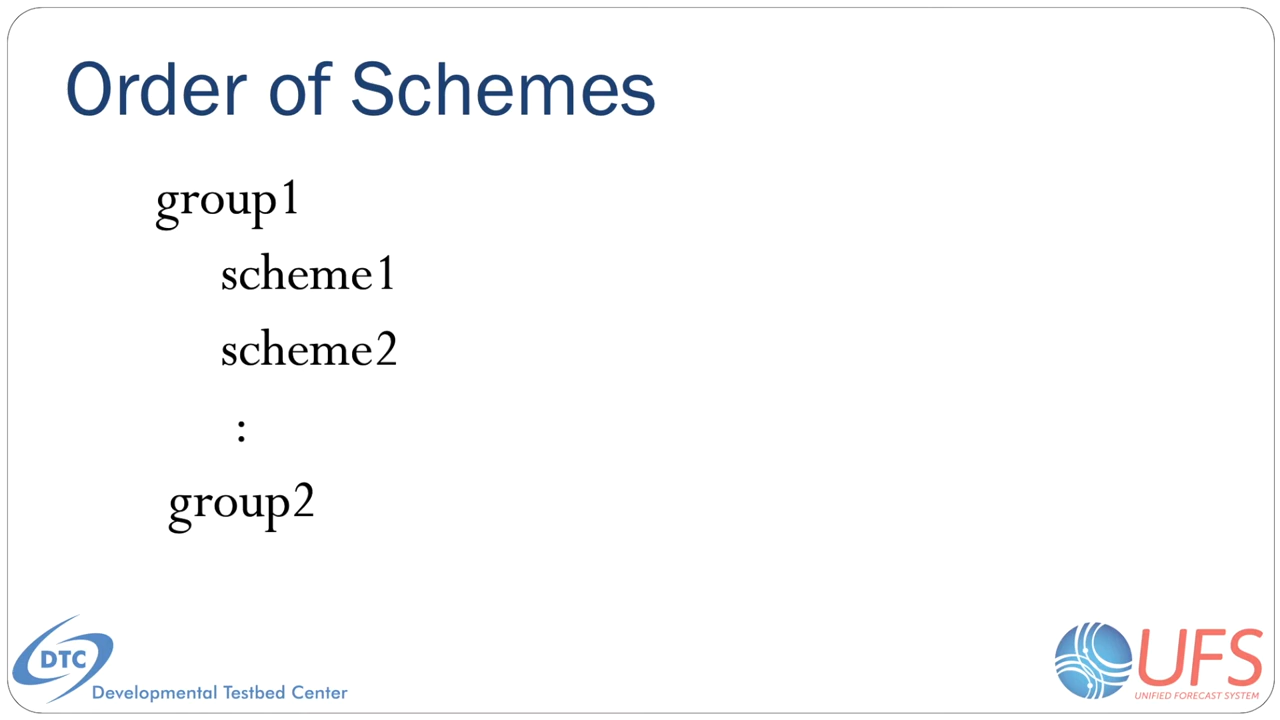 Order of Schemes
group1
scheme1
scheme2
:
group2
DTC
Developmental Testbed Center
UFS
UNIFIED FORECAST SYSTEM